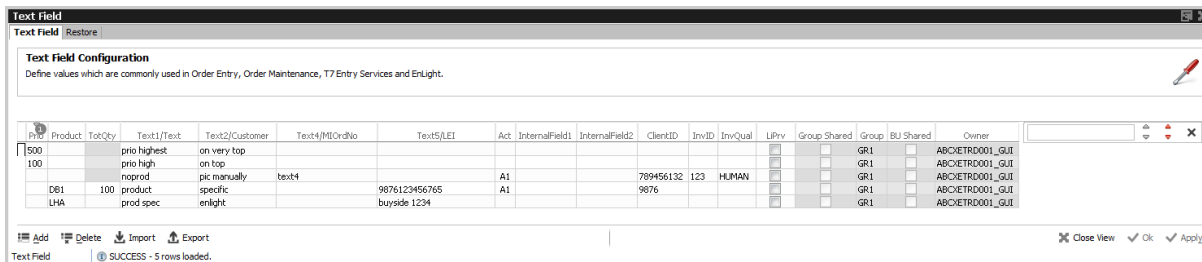 Text Field
Text Field Restore
Text Field Configuration
Define values which are commonly used in Order Entry, Order Maintenance, T7 Entry Services and EnLight.
1
Prio Product TotQty Text1/Text Text2/Customer Text4/MIOrdNo Text5/LEI Act InternalField1 InternalField2 ClientID InvID InvQual LiPrv Group Shared Group BU Shared Owner
500 prio highest on very top GR1 ABCXETRD001_GUI
100 prio high on top GR1 ABCXETRD001_GUI
noprod pic manually text4 A1 789456132 123 HUMAN GR1 ABCXETRD001_GUI
DB1 100 product specific 9876123456765 A1 9876 GR1 ABCXETRD001_GUI
LHA prod spec enlight buyside 1234 GR1 ABCXETRD001_GUI
Add Delete Import Export Close View Ok Apply
Text Field SUCCESS - 5 rows loaded.